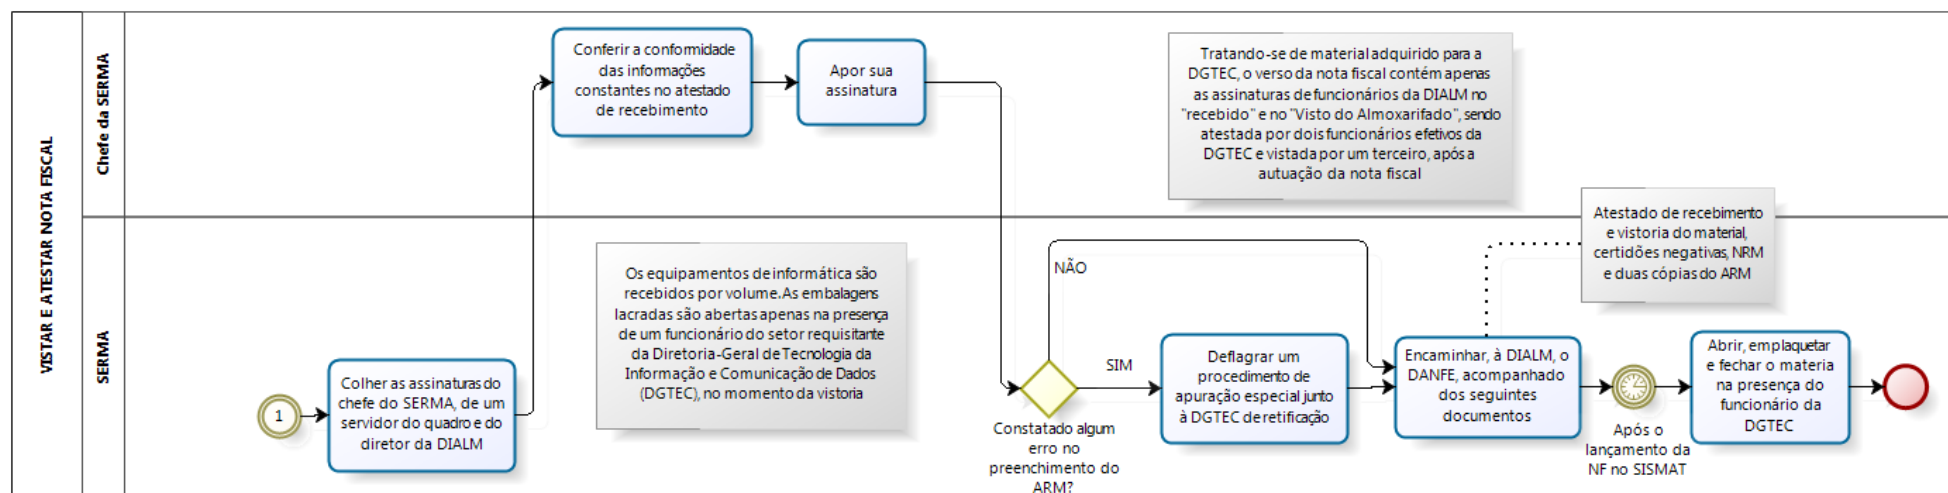 VISTAR E ATESTAR NOTA FISCAL
Chefe da SERMA
Conferir a conformidade
das informações
constantes no atestado
de recebimento
Apor sua
assinatura
Tratando-se de material adquirido para a
DGTEC, o verso da nota fiscal contém apenas
as assinaturas de funcionários da DIALM no
"recebido" e no "Visto do Almoxarifado", sendo
atestada por dois funcionários efetivos da
DGTEC e vistada por um terceiro, após a
autuação da nota fiscal
SERMA
1
Colher as assinaturas do
chefe do SERMA, de um
servidor do quadro e do
diretor da DIALM
Os equipamentos de informática são
recebidos por volume. As embalagens
lacradas são abertas apenas na presença
de um funcionário do setor requisitante
da Diretoria-Geral de Tecnologia da
Informação e Comunicação de Dados
(DGTEC), no momento da vistoria
Constatado algum
erro no
preenchimento do
ARM?
NÃO
SIM
Deflagrar um
procedimento de
apuração especial junto
à DGTEC de retificação
Encaminhar, à DIALM, o
DANFE, acompanhado
dos seguintes
documentos
Atestado de recebimento
e vistoria do material,
certidões negativas, NRM
e duas cópias do ARM
Após o
lançamento da
NF no SISMAT
Abrir, emplaquetar
e fechar o materia
na presença do
funcionário da
DGTEC